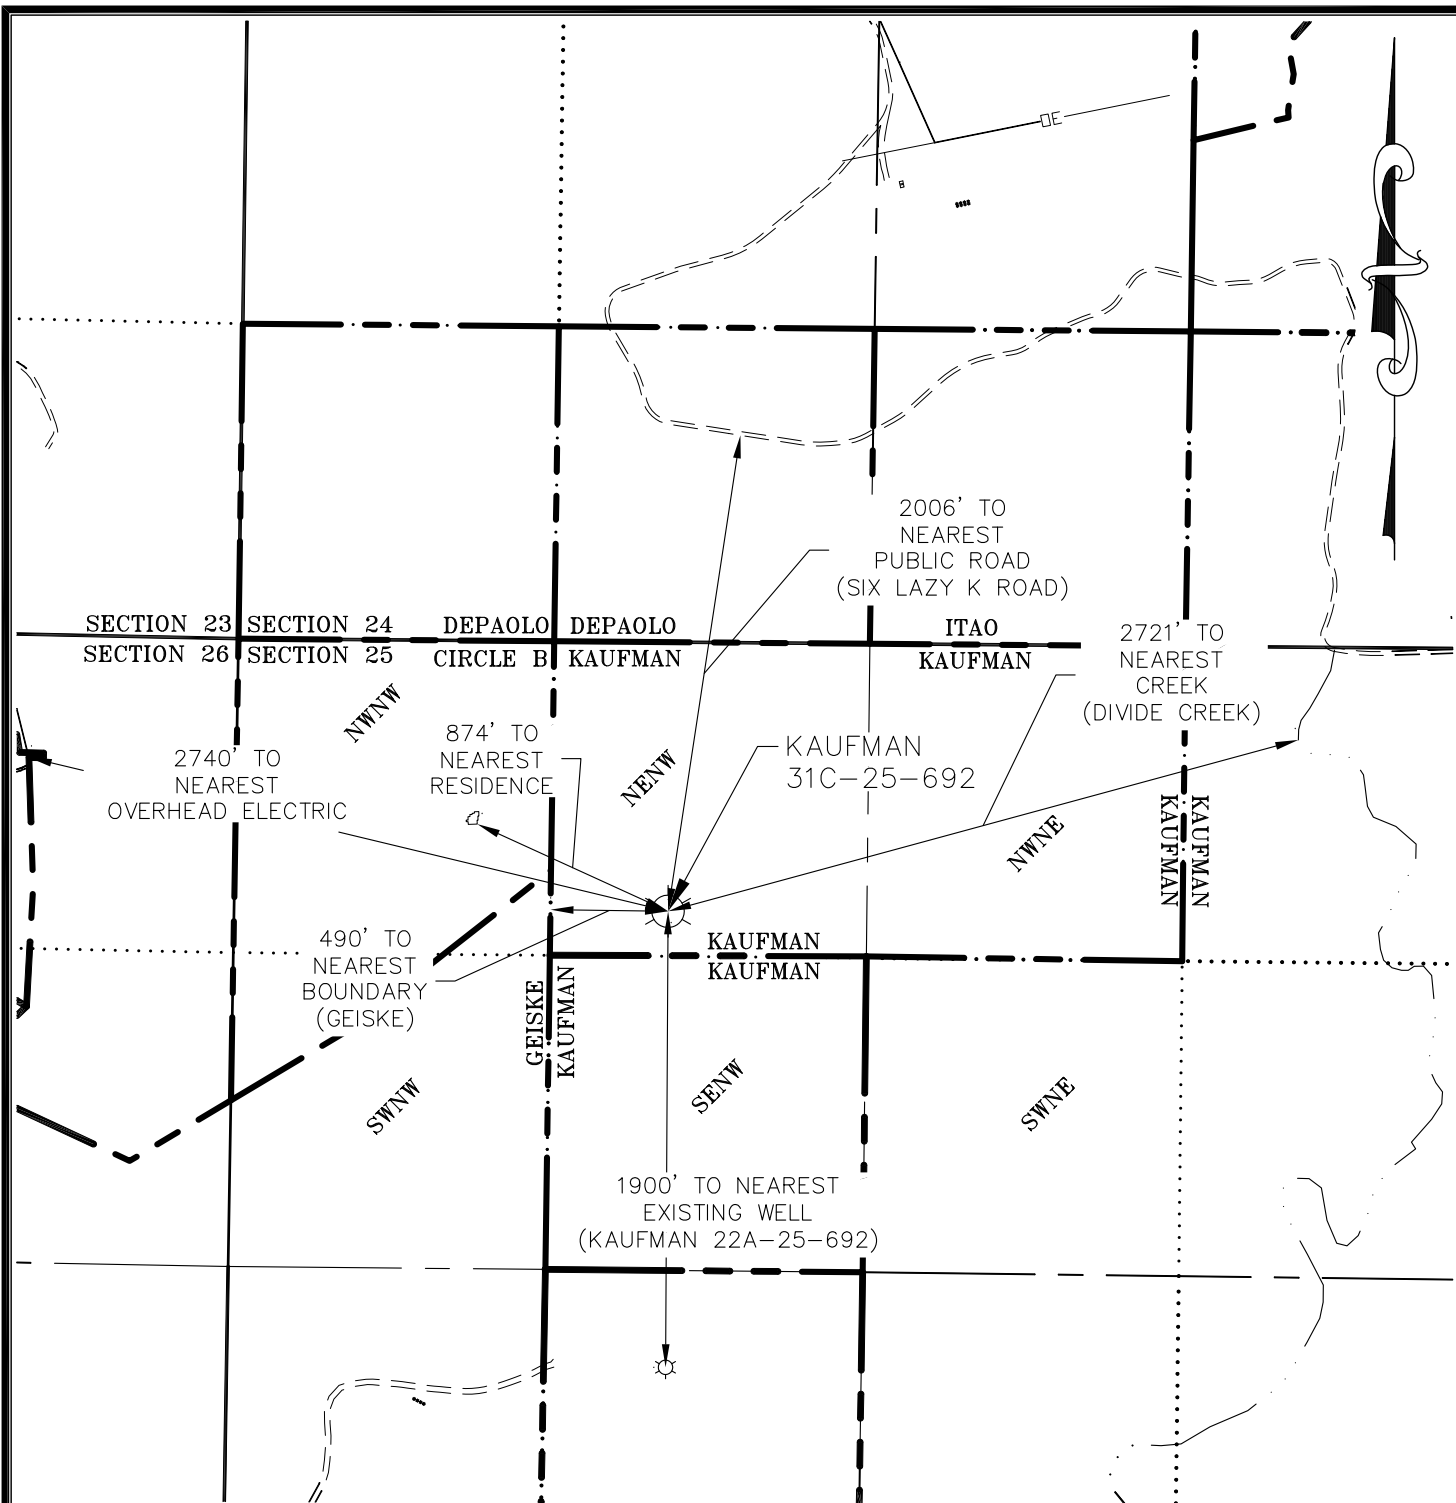 E
2006' TO
NEAREST
PUBLIC ROAD
(SIX LAZY K ROAD)
SECTION 23 SECTION 24
SECTION 26 SECTION 25
DEPAOLO DEPAOLO
CIRCLE B KAUFMAN
ITAO
KAUFMAN
2721' TO
NEAREST
CREEK
(DIVIDE CREEK)
NWNW
874' TO
NEAREST
RESIDENCE
2740' TO
NEAREST
OVERHEAD ELECTRIC
NENW
KAUFMAN
31C-25-692
NWNE
KAUFMAN
KAUFMAN
490' TO
NEAREST
BOUNDARY
(GEISKE)
KAUFMAN
KAUFMAN
GEISKE
KAUFMAN
SWNW
SENW
SWNE
1900' TO NEAREST
EXISTING WELL
(KAUFMAN 22A-25-692)